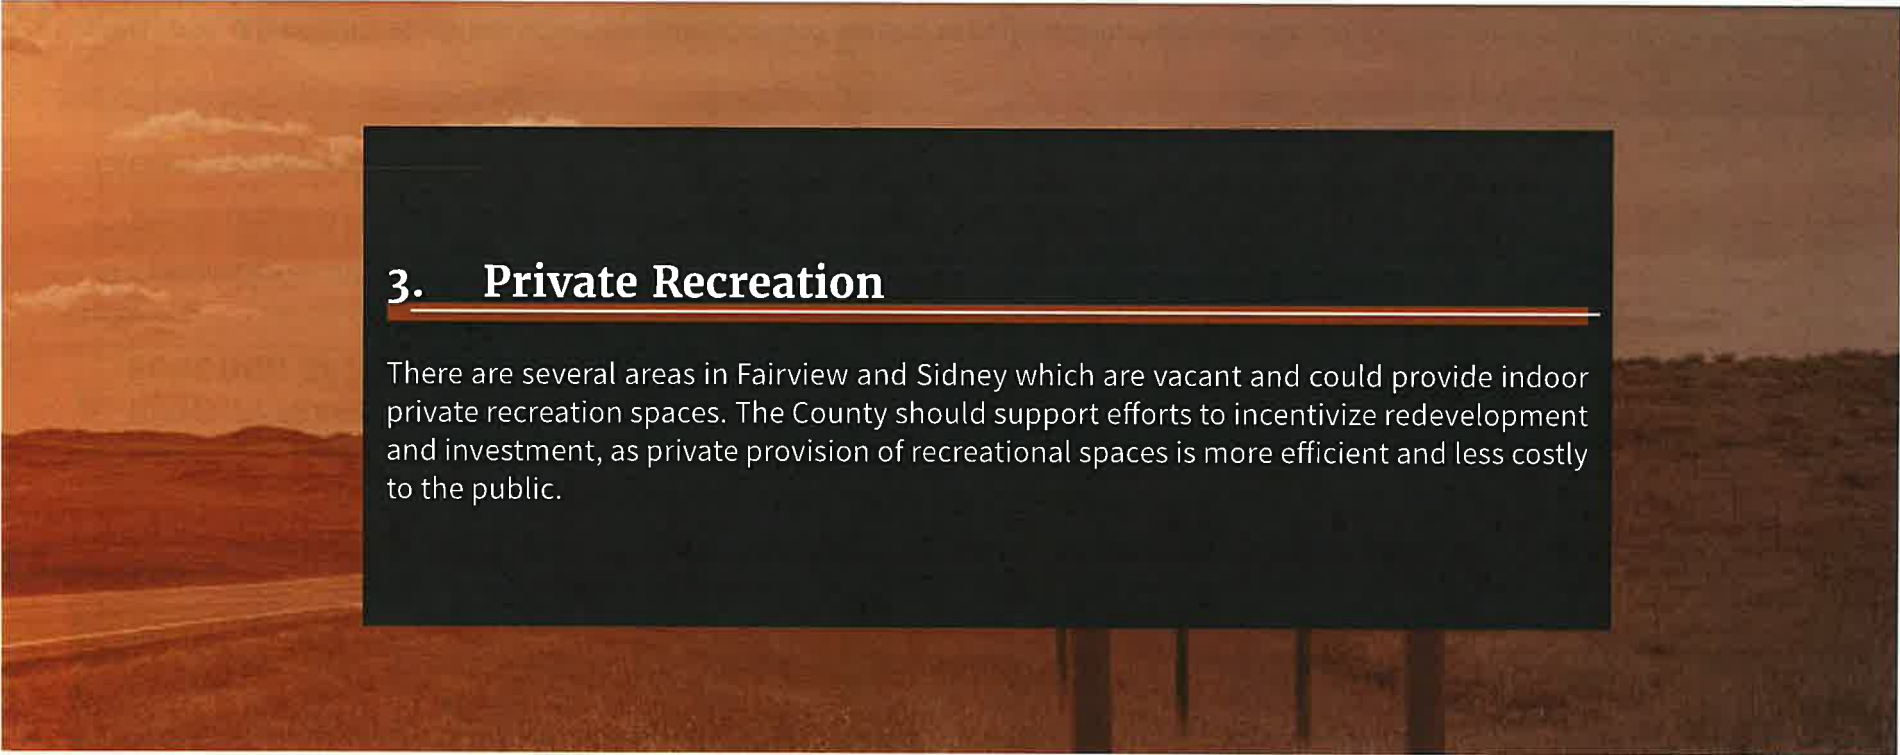 3. Private Recreation
There are several areas in Fairview and Sidney which are vacant and could provide indoor
private recreation spaces. The County should support efforts to incentivize redevelopment
and investment, as private provision of recreational spaces is more efficient and less costly
to the public.